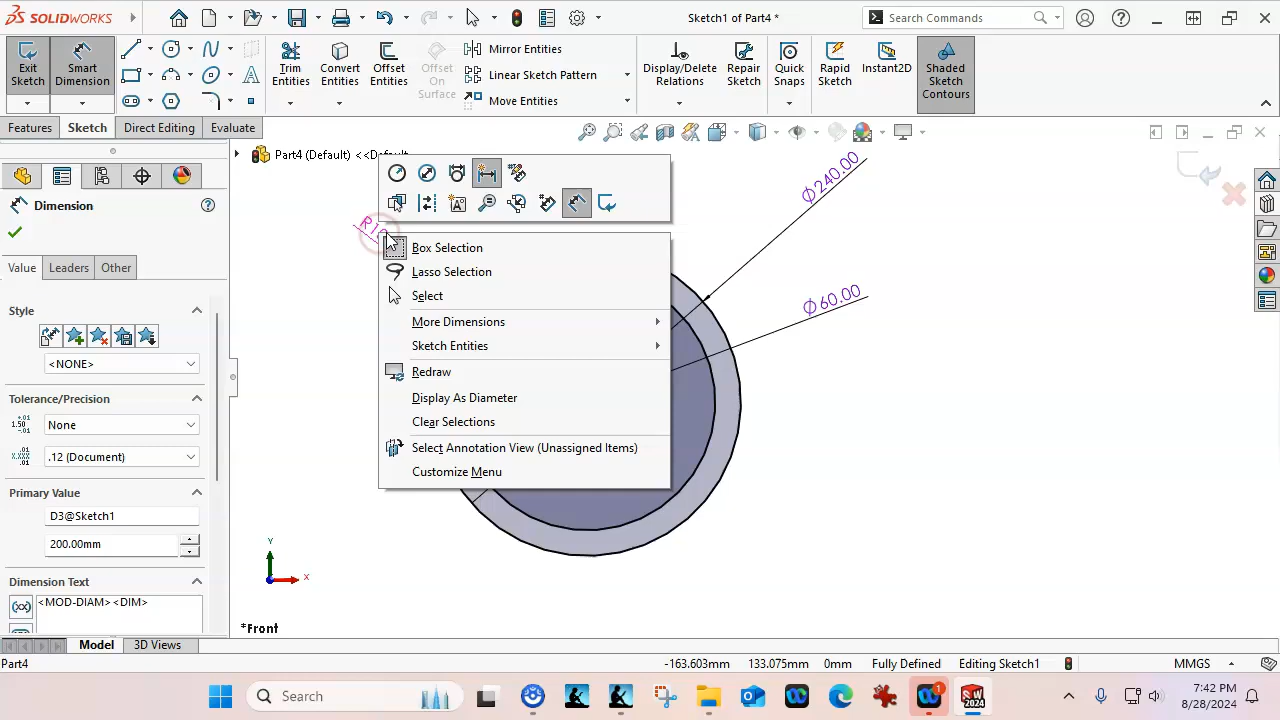 SOLIDWORKS
Sketch1 of Part4 *
Search Commands
Exit Sketch
Smart Dimension
Trim Entities
Convert Entities
Offset Entities
Offset On Surface
Mirror Entities
Linear Sketch Pattern
Move Entities
Display/Delete Relations
Repair Sketch
Quick Snaps
Rapid Sketch
Instant2D
Shaded Sketch Contours
Features
Sketch
Direct Editing
Evaluate
Part4 (Default) <<Default
Dimension
Value
Leaders
Other
Style
<NONE>
Tolerance/Precision
None
.12 (Document)
Primary Value
D3@Sketch1
200.00mm
Dimension Text
<MOD-DIAM><DIM>
Box Selection
Lasso Selection
Select
More Dimensions
Sketch Entities
Redraw
Display As Diameter
Clear Selections
Select Annotation View (Unassigned Items)
Customize Menu
Ø240.00
Ø60.00
Y
X
*Front
Model
3D Views
Part4
-163.603mm
133.075mm
0mm
Fully Defined
Editing Sketch1
MMGS
Search
1
2024
7:42 PM
8/28/2024